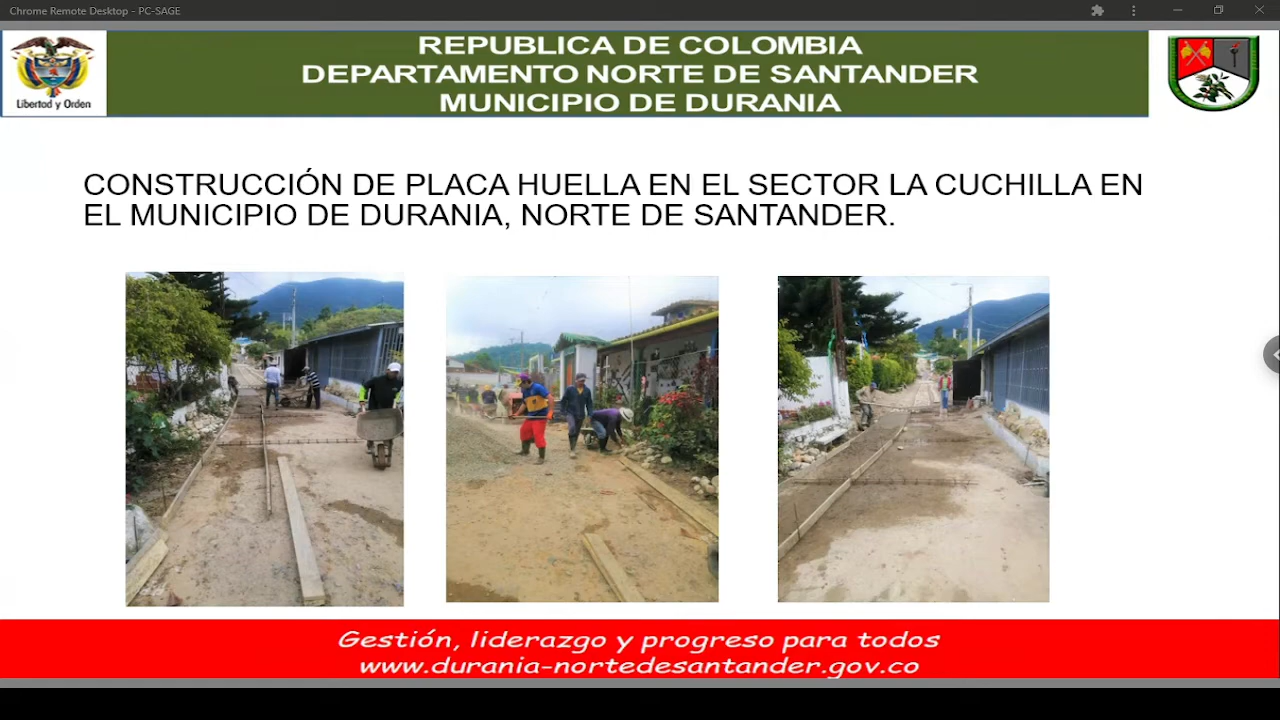 Chrome Remote Desktop - PC-SAGE
REPUBLICA DE COLOMBIA
DEPARTAMENTO NORTE DE SANTANDER
MUNICIPIO DE DURANIA
Libertad y Orden
CONSTRUCCIÓN DE PLACA HUELLA EN EL SECTOR LA CUCHILLA EN
EL MUNICIPIO DE DURANIA, NORTE DE SANTANDER.
Gestión, liderazgo y progreso para todos
www.durania-nortedesantander.gov.co